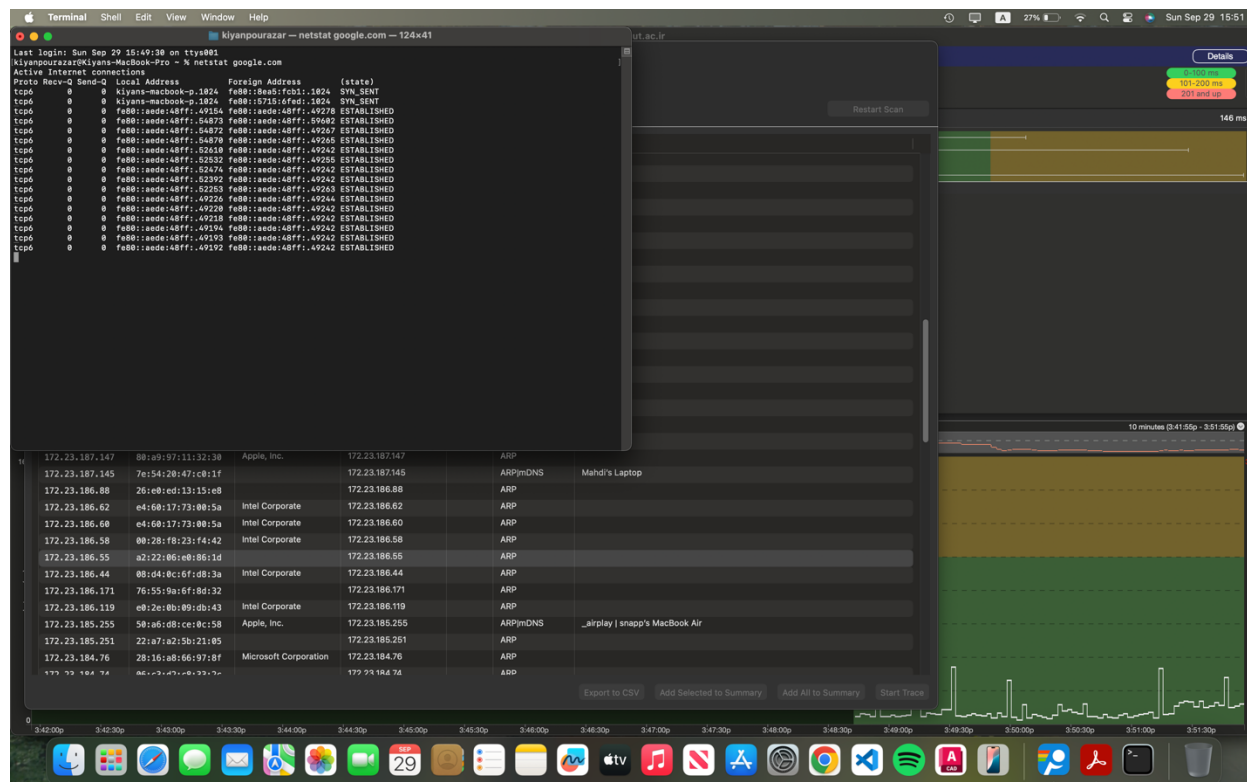 Terminal Shell Edit View Window Help
27% Sun Sep 29 15:51
kiyanpourazar — netstat google.com — 124×41
ut.ac.ir
Last login: Sun Sep 29 15:49:30 on ttys001
[kiyanpourazar@Kiyans-MacBook-Pro ~ % netstat google.com ]
Active Internet connections
Proto Recv-Q Send-Q Local Address Foreign Address (state)
tcp6 0 0 kiyans-macbook-p.1024 fe80::8ea5:fcb1:.1024 SYN_SENT
tcp6 0 0 kiyans-macbook-p.1024 fe80::5715:6fed:.1024 SYN_SENT
tcp6 0 0 fe80::aede:48ff:.49154 fe80::aede:48ff:.49278 ESTABLISHED
tcp6 0 0 fe80::aede:48ff:.54873 fe80::aede:48ff:.59602 ESTABLISHED
tcp6 0 0 fe80::aede:48ff:.54872 fe80::aede:48ff:.49267 ESTABLISHED
tcp6 0 0 fe80::aede:48ff:.54870 fe80::aede:48ff:.49265 ESTABLISHED
tcp6 0 0 fe80::aede:48ff:.52610 fe80::aede:48ff:.49242 ESTABLISHED
tcp6 0 0 fe80::aede:48ff:.52532 fe80::aede:48ff:.49255 ESTABLISHED
tcp6 0 0 fe80::aede:48ff:.52474 fe80::aede:48ff:.49242 ESTABLISHED
tcp6 0 0 fe80::aede:48ff:.52392 fe80::aede:48ff:.49242 ESTABLISHED
tcp6 0 0 fe80::aede:48ff:.52253 fe80::aede:48ff:.49263 ESTABLISHED
tcp6 0 0 fe80::aede:48ff:.49226 fe80::aede:48ff:.49244 ESTABLISHED
tcp6 0 0 fe80::aede:48ff:.49220 fe80::aede:48ff:.49242 ESTABLISHED
tcp6 0 0 fe80::aede:48ff:.49218 fe80::aede:48ff:.49242 ESTABLISHED
tcp6 0 0 fe80::aede:48ff:.49194 fe80::aede:48ff:.49242 ESTABLISHED
tcp6 0 0 fe80::aede:48ff:.49193 fe80::aede:48ff:.49242 ESTABLISHED
tcp6 0 0 fe80::aede:48ff:.49192 fe80::aede:48ff:.49242 ESTABLISHED
Details
0-100 ms
101-200 ms
201 and up
Restart Scan
146 ms
10 minutes (3:41:55p - 3:51:55p)
172.23.187.147 80:a9:97:11:32:30 Apple, Inc. 172.23.187.147 ARP
172.23.187.145 7e:54:20:47:c0:1f 172.23.187.145 ARP|mDNS Mahdi's Laptop
172.23.186.88 26:e0:ed:13:15:e8 172.23.186.88 ARP
172.23.186.62 e4:60:17:73:00:5a Intel Corporate 172.23.186.62 ARP
172.23.186.60 e4:60:17:73:00:5a Intel Corporate 172.23.186.60 ARP
172.23.186.58 00:28:f8:23:f4:42 Intel Corporate 172.23.186.58 ARP
172.23.186.55 a2:22:06:e0:86:1d 172.23.186.55 ARP
172.23.186.44 08:d4:0c:6f:d8:3a Intel Corporate 172.23.186.44 ARP
172.23.186.171 76:55:9a:6f:8d:32 172.23.186.171 ARP
172.23.186.119 e0:2e:0b:09:db:43 Intel Corporate 172.23.186.119 ARP
172.23.185.255 50:a6:d8:ce:0c:58 Apple, Inc. 172.23.185.255 ARP|mDNS _airplay | snapp's MacBook Air
172.23.185.251 22:a7:a2:5b:21:05 172.23.185.251 ARP
172.23.184.76 28:16:a8:66:97:8f Microsoft Corporation 172.23.184.76 ARP
172.23.184.74 06:c3:d2:c8:33:2c 172.23.184.74 ARP
Export to CSV Add Selected to Summary Add All to Summary Start Trace
0
3:42:00p 3:42:30p 3:43:00p 3:43:30p 3:44:00p 3:44:30p 3:45:00p 3:45:30p 3:46:00p 3:46:30p 3:47:00p 3:47:30p 3:48:00p 3:48:30p 3:49:00p 3:49:30p 3:50:00p 3:50:30p 3:51:00p 3:51:30p
SEP
29
tv
A
CAD